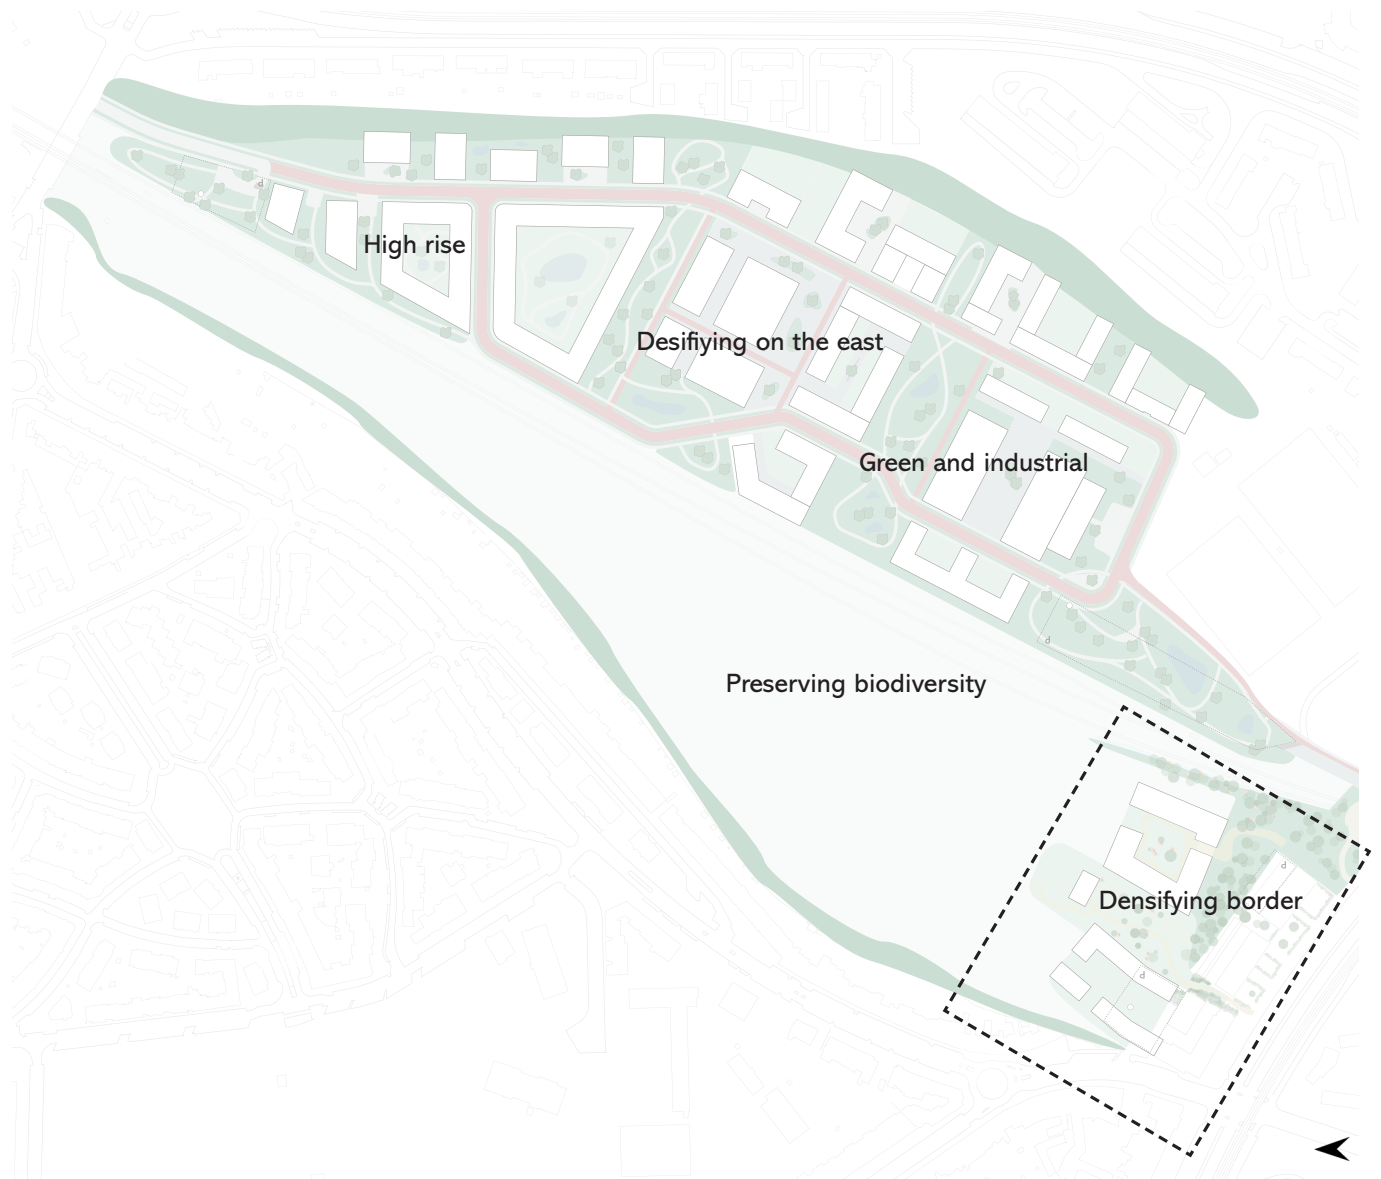 High rise
Desifiying on the east
Green and industrial
Preserving biodiversity
Densifying border
P
P
P
P